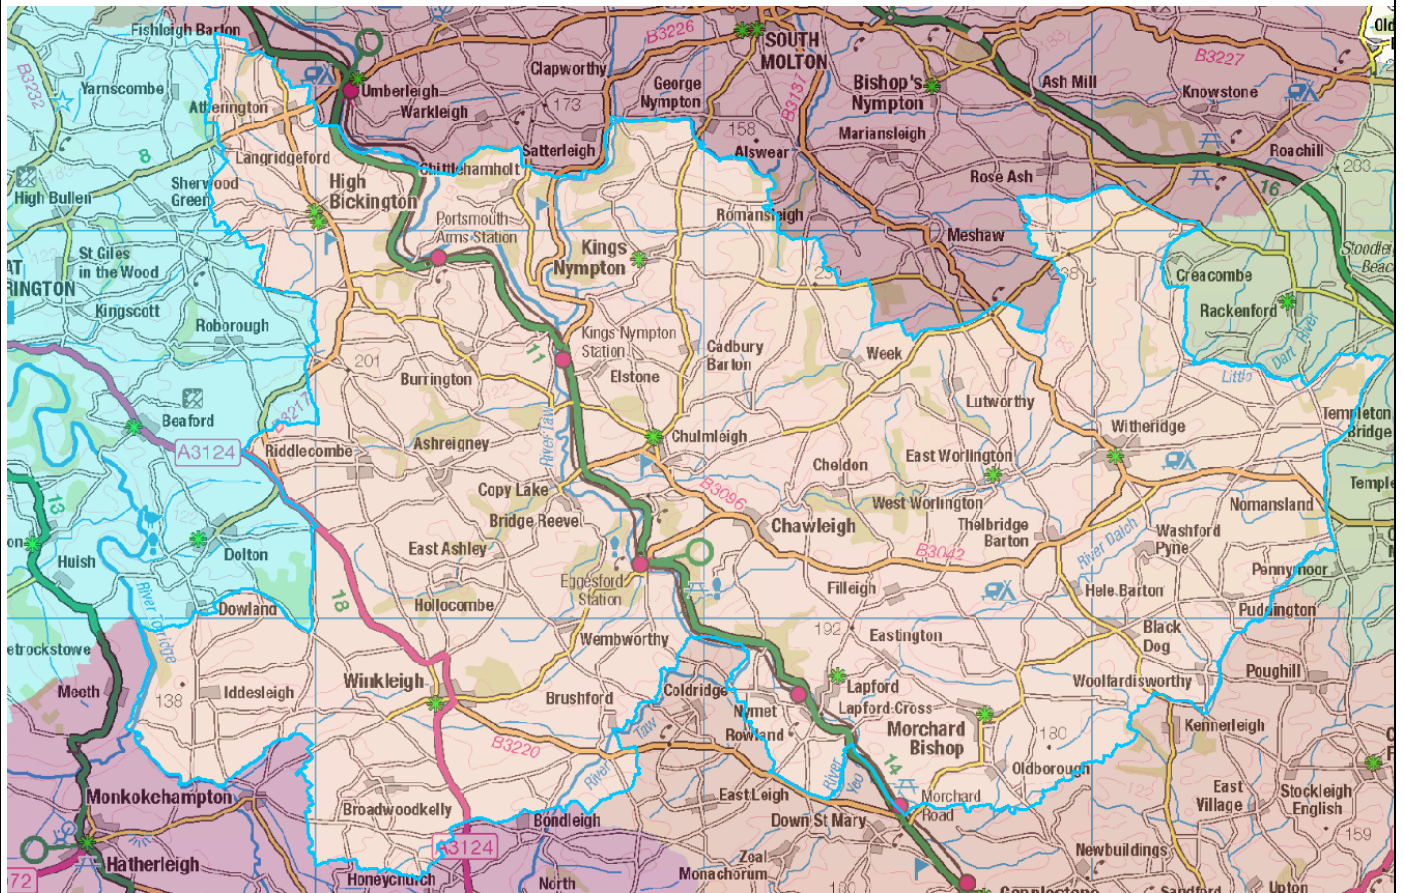 Fishleigh Barton
B3226
SOUTH
MOLTON
B3227
Old
B3232
Yarnscombe
Umberleigh
Clapworthy
George
Nympton
B3137
Bishop's
Nympton
Ash Mill
Knowstone
Atherington
Warkleigh
173
158
Mariansleigh
Roachill
8
Langridgeford
Satterleigh
Alswear
Rose Ash
283
High Bullen
Sherwood
Green
High
Bickington
Chittlehamholt
16
Portsmouth
Arms Station
Romansleigh
Meshaw
St Giles
in the Wood
Kings
Nympton
Creacombe
Rackenford
Kingscott
Roborough
Kings Nympton
Station
11
Cadbury
Barton
Week
Dart River
Little
201
Burrington
Elstone
Lutworthy
Beaford
B3217
A3124
Riddlecombe
Ashreigney
River Taw
Chulmleigh
Cheldon
East Worlington
Witheridge
Templeton
Bridge
13
Copy Lake
B3096
West Worlington
Nomansland
Bridge Reeve
Chawleigh
Thelbridge
Barton
Washford
Pyne
Huish
Dolton
East Ashley
B3042
River Dalch
Pennymoor
18
Eggesford
Station
Filleigh
Hele Barton
Dowland
Hollocombe
Puddington
River Torridge
Wembworthy
192
Eastington
Black
Dog
etrockstowe
Meeth
138
Iddesleigh
Winkleigh
Brushford
Coldridge
Lapford
Lapford Cross
Woolfardisworthy
Poughill
Nymet
Rowland
Morchard
Bishop
180
Kennerleigh
B3220
River
Taw
River
Yeo
14
Oldborough
Monkokehampton
Broadwoodkelly
East Leigh
Morchard
Road
East
Village
Stockleigh
English
Hatherleigh
A3124
Bondleigh
Down St Mary
159
72
Honeychurch
North
Zeal
Monachorum
Newbuildings
Copplestone
Sandford
Upton